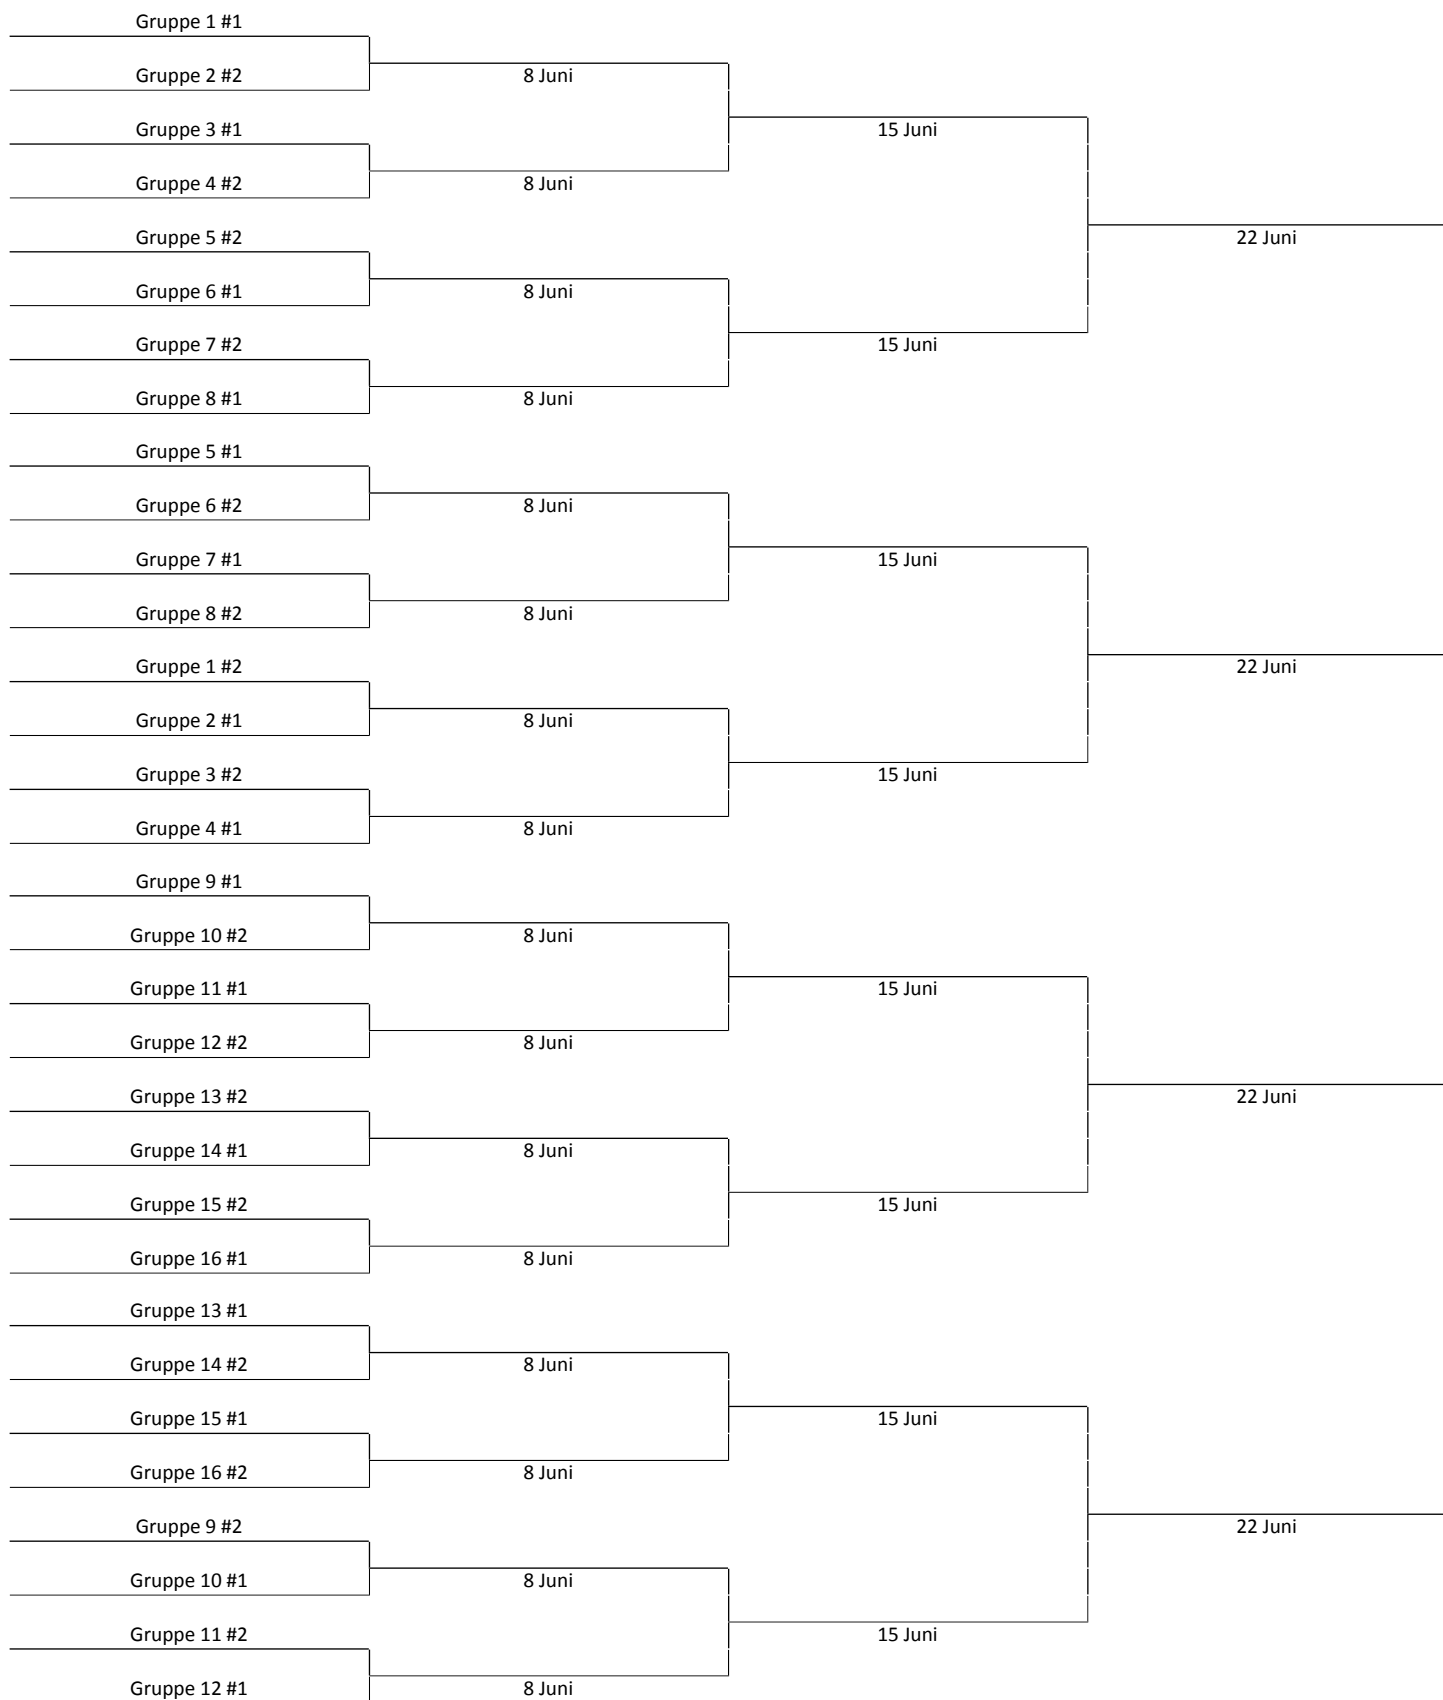 Gruppe 1 #1
Gruppe 2 #2
8 Juni
Gruppe 3 #1
15 Juni
Gruppe 4 #2
8 Juni
Gruppe 5 #2
22 Juni
Gruppe 6 #1
8 Juni
Gruppe 7 #2
15 Juni
Gruppe 8 #1
8 Juni
Gruppe 5 #1
Gruppe 6 #2
8 Juni
Gruppe 7 #1
15 Juni
Gruppe 8 #2
8 Juni
Gruppe 1 #2
22 Juni
Gruppe 2 #1
8 Juni
Gruppe 3 #2
15 Juni
Gruppe 4 #1
8 Juni
Gruppe 9 #1
Gruppe 10 #2
8 Juni
Gruppe 11 #1
15 Juni
Gruppe 12 #2
8 Juni
Gruppe 13 #2
22 Juni
Gruppe 14 #1
8 Juni
Gruppe 15 #2
15 Juni
Gruppe 16 #1
8 Juni
Gruppe 13 #1
Gruppe 14 #2
8 Juni
Gruppe 15 #1
15 Juni
Gruppe 16 #2
8 Juni
Gruppe 9 #2
22 Juni
Gruppe 10 #1
8 Juni
Gruppe 11 #2
15 Juni
Gruppe 12 #1
8 Juni